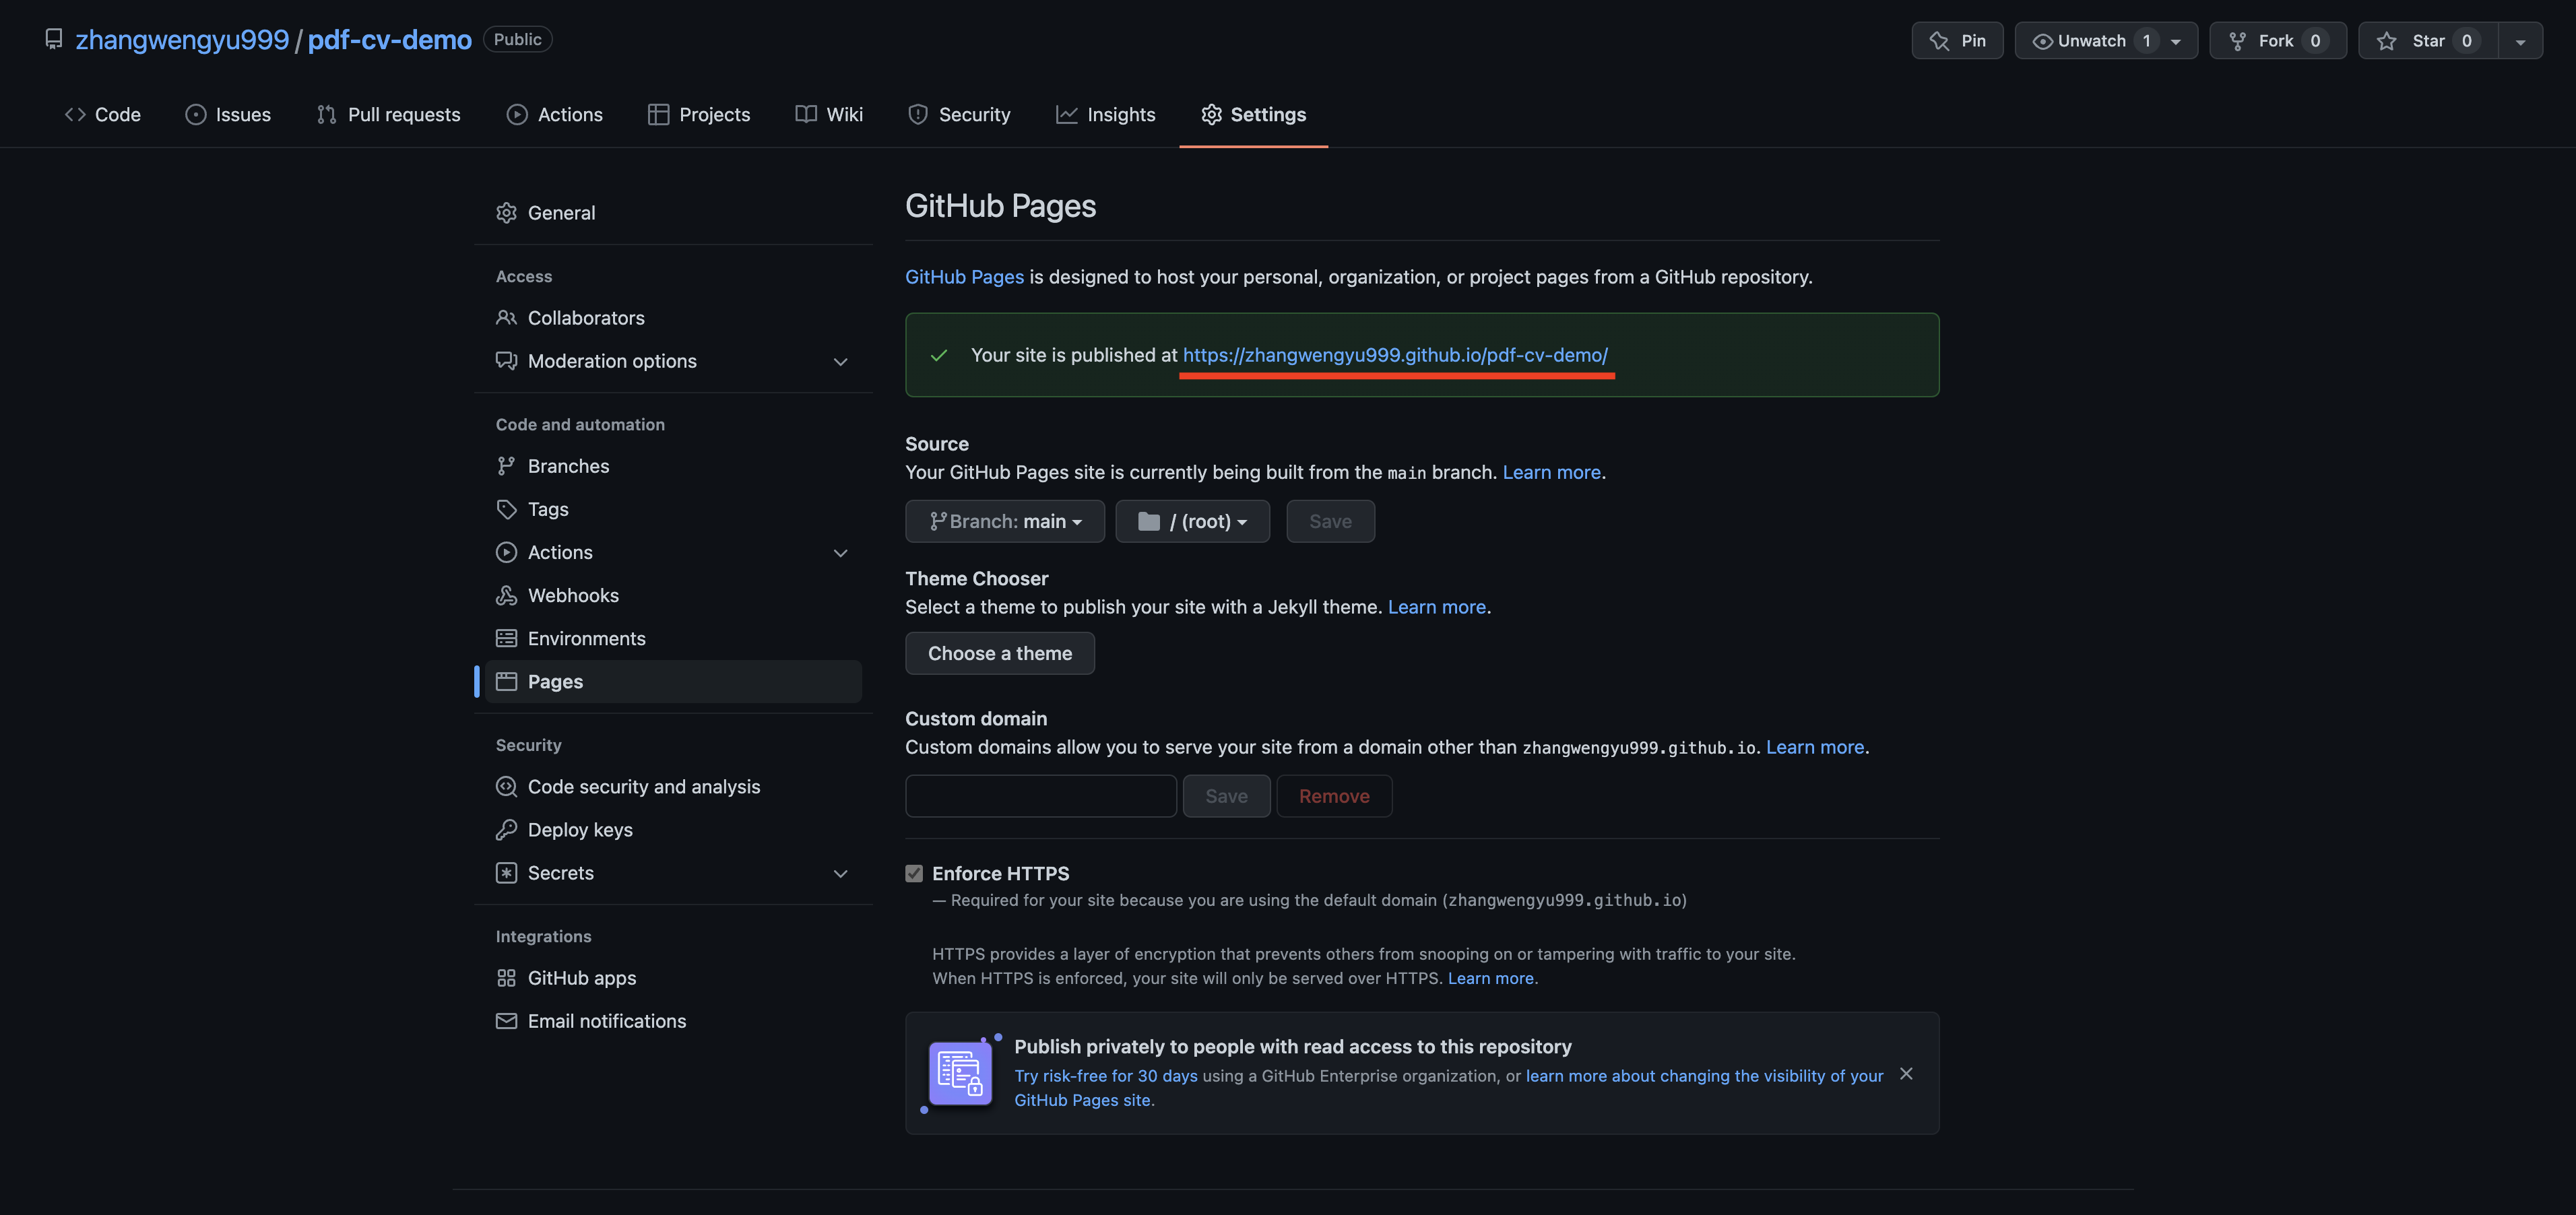 zhangwengyu999 / pdf-cv-demo Public
Pin
Unwatch 1
Fork 0
Star 0
Code
Issues
Pull requests
Actions
Projects
Wiki
Security
Insights
Settings
General
Access
Collaborators
Moderation options
Code and automation
Branches
Tags
Actions
Webhooks
Environments
Pages
Security
Code security and analysis
Deploy keys
Secrets
Integrations
GitHub apps
Email notifications
GitHub Pages
GitHub Pages is designed to host your personal, organization, or project pages from a GitHub repository.
Your site is published at https://zhangwengyu999.github.io/pdf-cv-demo/
Source
Your GitHub Pages site is currently being built from the main branch. Learn more.
Branch: main
/ (root)
Save
Theme Chooser
Select a theme to publish your site with a Jekyll theme. Learn more.
Choose a theme
Custom domain
Custom domains allow you to serve your site from a domain other than zhangwengyu999.github.io. Learn more.
Save
Remove
Enforce HTTPS
— Required for your site because you are using the default domain (zhangwengyu999.github.io)
HTTPS provides a layer of encryption that prevents others from snooping on or tampering with traffic to your site.
When HTTPS is enforced, your site will only be served over HTTPS. Learn more.
Publish privately to people with read access to this repository
Try risk-free for 30 days using a GitHub Enterprise organization, or learn more about changing the visibility of your
GitHub Pages site.